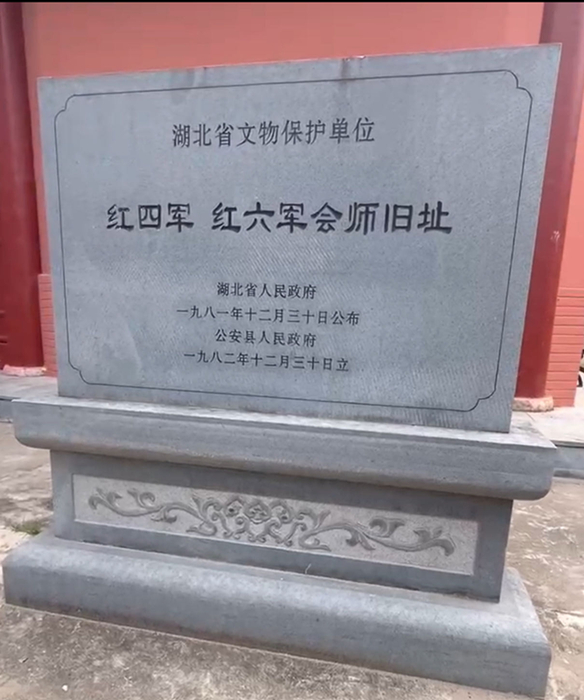 湖北省文物保护单位
红四军 红六军会师旧址
湖北省人民政府
一九八一年十二月三十日公布
公安县人民政府
一九八二年十二月三十日立